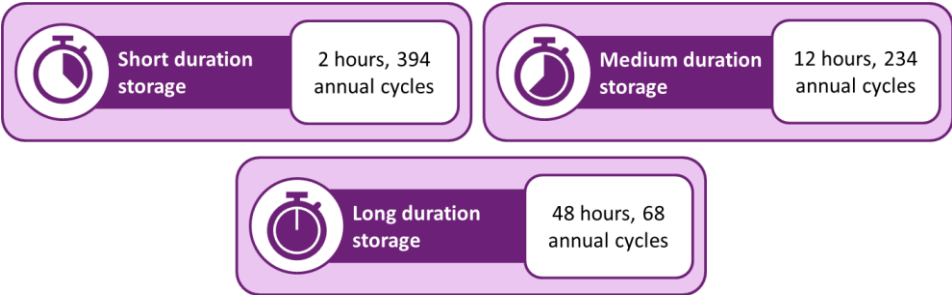 Short duration
storage
2 hours, 394
annual cycles
Medium duration
storage
12 hours, 234
annual cycles
Long duration
storage
48 hours, 68
annual cycles